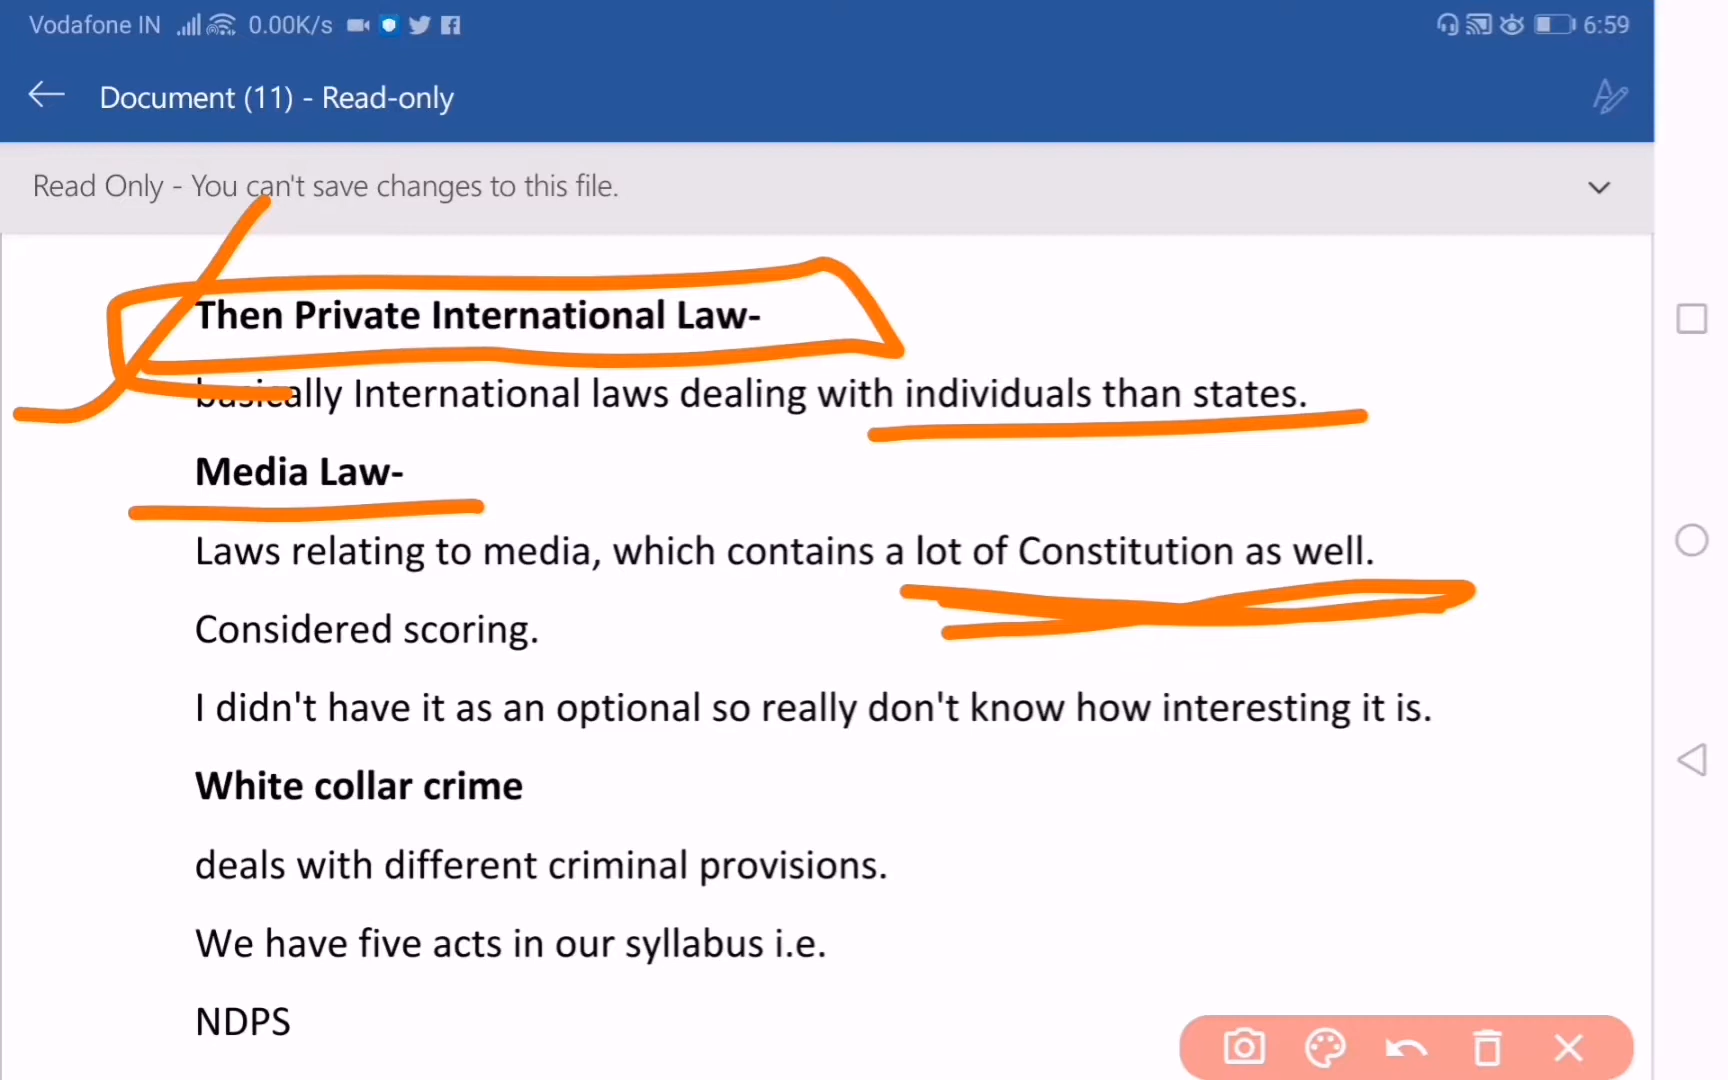 Vodafone IN 0.00K/s 6:59
Document (11) - Read-only
Read Only - You can't save changes to this file.
Then Private International Law-
basically International laws dealing with individuals than states.
Media Law-
Laws relating to media, which contains a lot of Constitution as well.
Considered scoring.
I didn't have it as an optional so really don't know how interesting it is.
White collar crime
deals with different criminal provisions.
We have five acts in our syllabus i.e.
NDPS